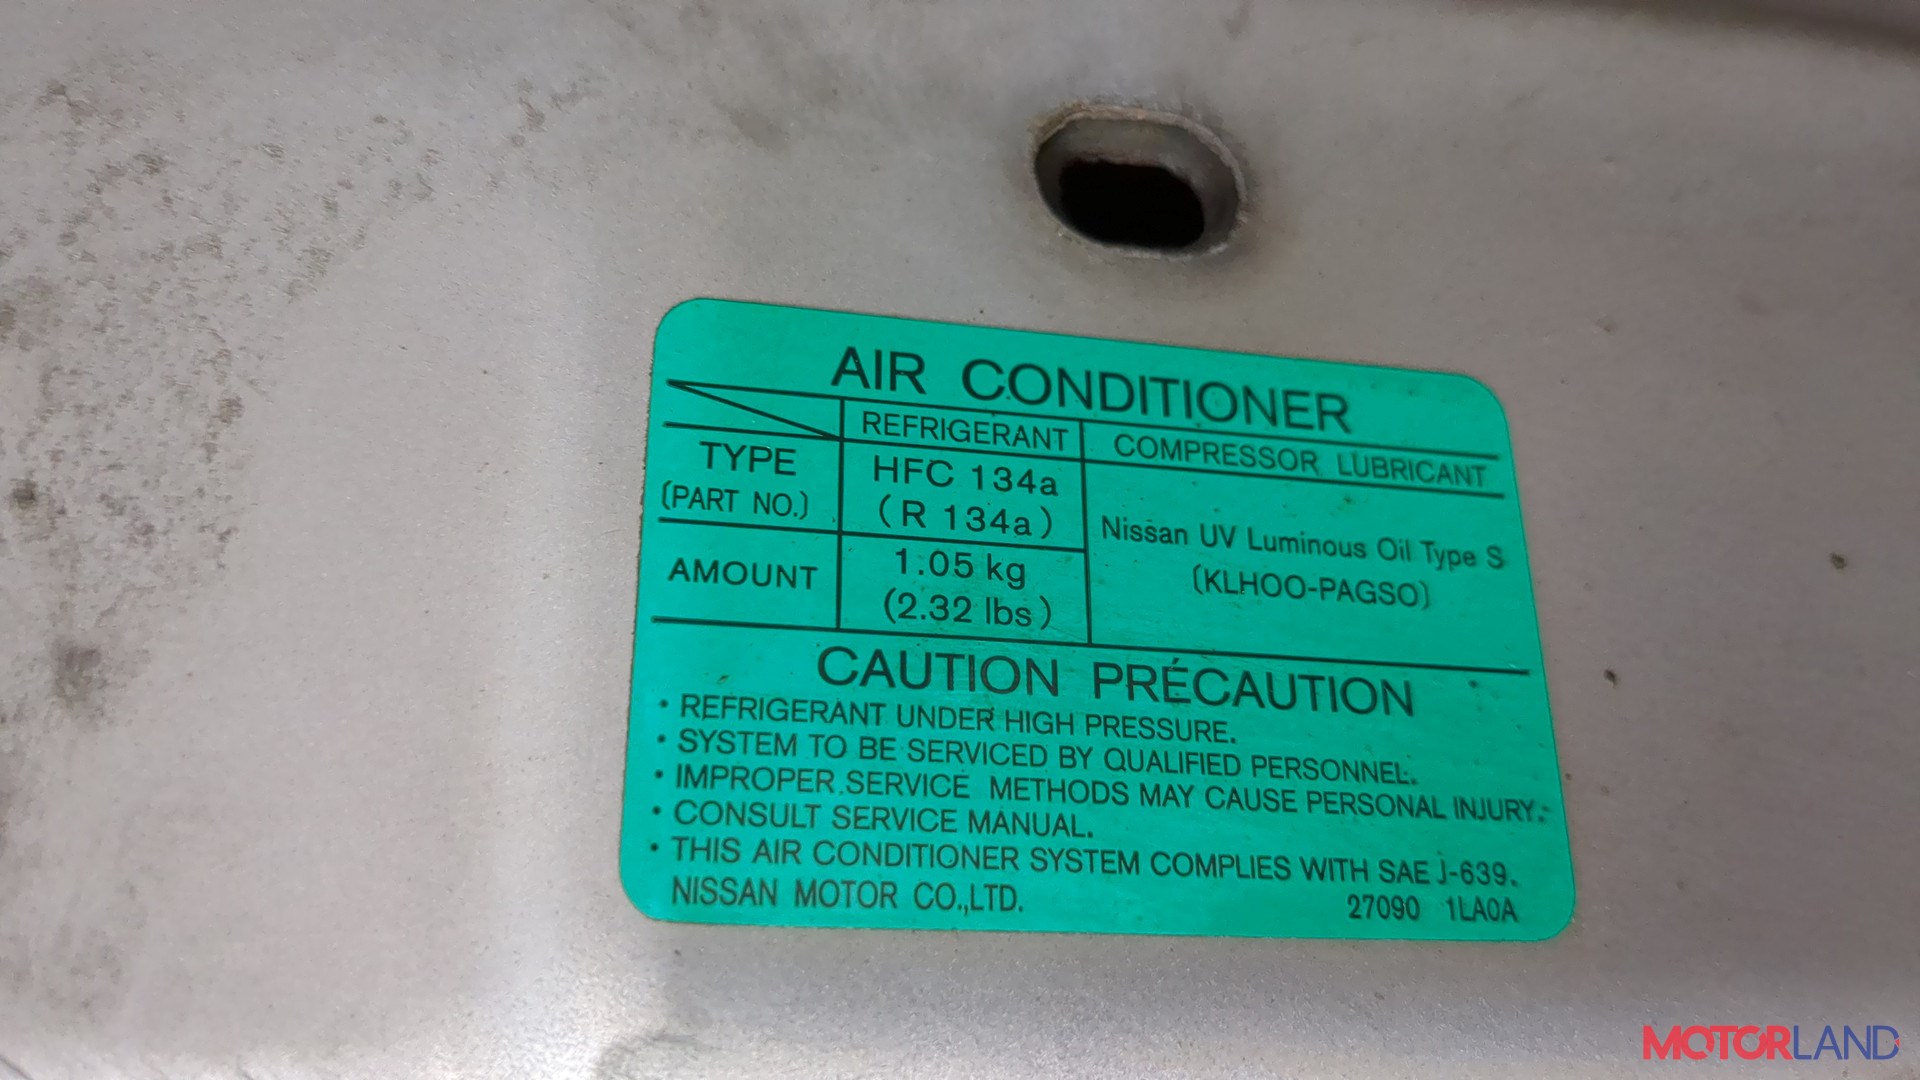 AIR CONDITIONER
REFRIGERANT COMPRESSOR LUBRICANT
TYPE
(PART NO.)
HFC 134a
(R 134a)
Nissan UV Luminous Oil Type S
(KLHOO-PAGSO)
AMOUNT
1.05 kg
(2.32 lbs)
CAUTION PRÉCAUTION
• REFRIGERANT UNDER HIGH PRESSURE.
• SYSTEM TO BE SERVICED BY QUALIFIED PERSONNEL.
• IMPROPER SERVICE METHODS MAY CAUSE PERSONAL INJURY.
• CONSULT SERVICE MANUAL.
• THIS AIR CONDITIONER SYSTEM COMPLIES WITH SAE J-639.
NISSAN MOTOR CO.,LTD. 27090 1LA0A
MOTORLAND